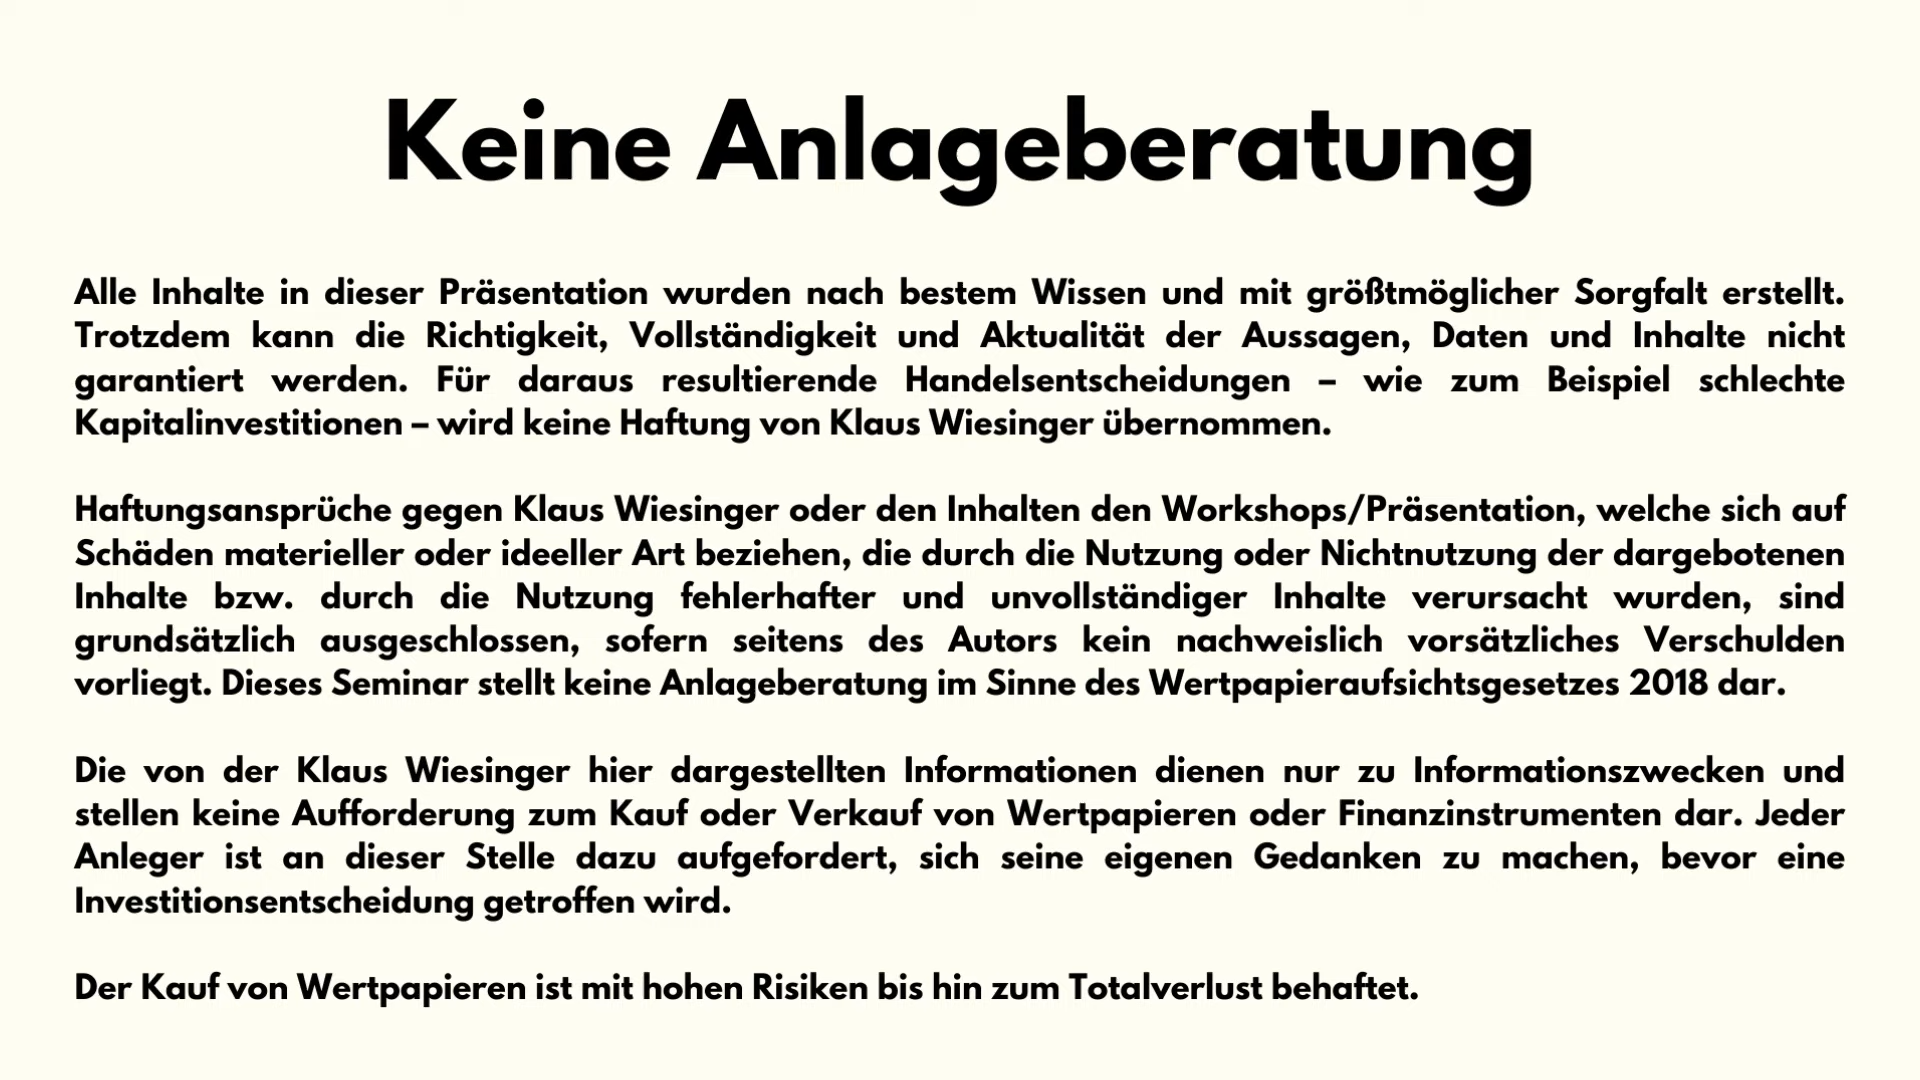 Keine Anlageberatung
Alle Inhalte in dieser Präsentation wurden nach bestem Wissen und mit größtmöglicher Sorgfalt erstellt.
Trotzdem kann die Richtigkeit, Vollständigkeit und Aktualität der Aussagen, Daten und Inhalte nicht
garantiert werden. Für daraus resultierende Handelsentscheidungen – wie zum Beispiel schlechte
Kapitalinvestitionen – wird keine Haftung von Klaus Wiesinger übernommen.
Haftungsansprüche gegen Klaus Wiesinger oder den Inhalten den Workshops/Präsentation, welche sich auf
Schäden materieller oder ideeller Art beziehen, die durch die Nutzung oder Nichtnutzung der dargebotenen
Inhalte bzw. durch die Nutzung fehlerhafter und unvollständiger Inhalte verursacht wurden, sind
grundsätzlich ausgeschlossen, sofern seitens des Autors kein nachweislich vorsätzliches Verschulden
vorliegt. Dieses Seminar stellt keine Anlageberatung im Sinne des Wertpapieraufsichtsgesetzes 2018 dar.
Die von der Klaus Wiesinger hier dargestellten Informationen dienen nur zu Informationszwecken und
stellen keine Aufforderung zum Kauf oder Verkauf von Wertpapieren oder Finanzinstrumenten dar. Jeder
Anleger ist an dieser Stelle dazu aufgefordert, sich seine eigenen Gedanken zu machen, bevor eine
Investitionsentscheidung getroffen wird.
Der Kauf von Wertpapieren ist mit hohen Risiken bis hin zum Totalverlust behaftet.